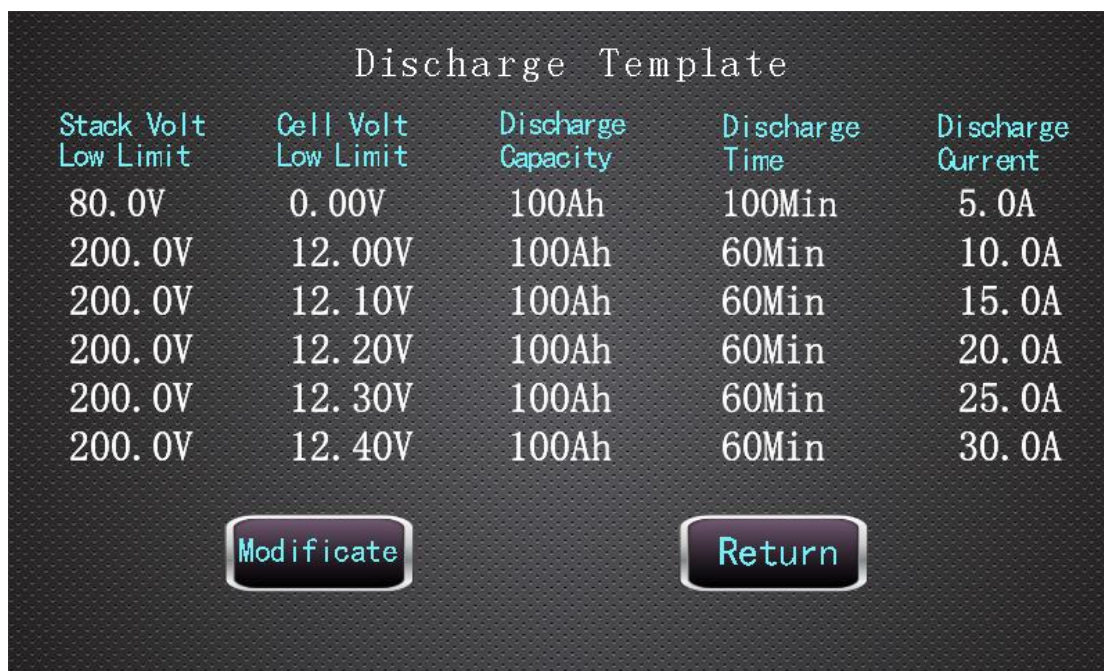 Discharge Template
Stack Volt Low Limit Cell Volt Low Limit Discharge Capacity Discharge Time Discharge Current
80.0V 0.00V 100Ah 100Min 5.0A
200.0V 12.00V 100Ah 60Min 10.0A
200.0V 12.10V 100Ah 60Min 15.0A
200.0V 12.20V 100Ah 60Min 20.0A
200.0V 12.30V 100Ah 60Min 25.0A
200.0V 12.40V 100Ah 60Min 30.0A
Modificate Return